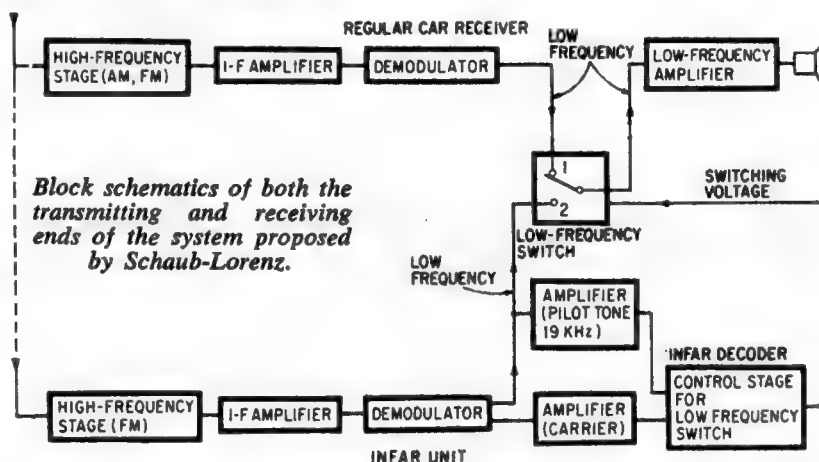 REGULAR CAR RECEIVER
HIGH-FREQUENCY
STAGE (AM, FM)
I-F AMPLIFIER
DEMODULATOR
LOW
FREQUENCY
LOW-FREQUENCY
AMPLIFIER
Block schematics of both the
transmitting and receiving
ends of the system proposed
by Schaub-Lorenz.
1
2
SWITCHING
VOLTAGE
LOW-FREQUENCY
SWITCH
LOW
FREQUENCY
AMPLIFIER
(PILOT TONE
19 KHz)
INFAR DECODER
HIGH-FREQUENCY
STAGE (FM)
I-F AMPLIFIER
DEMODULATOR
AMPLIFIER
(CARRIER)
CONTROL STAGE
FOR
LOW FREQUENCY
SWITCH
INFAR UNIT